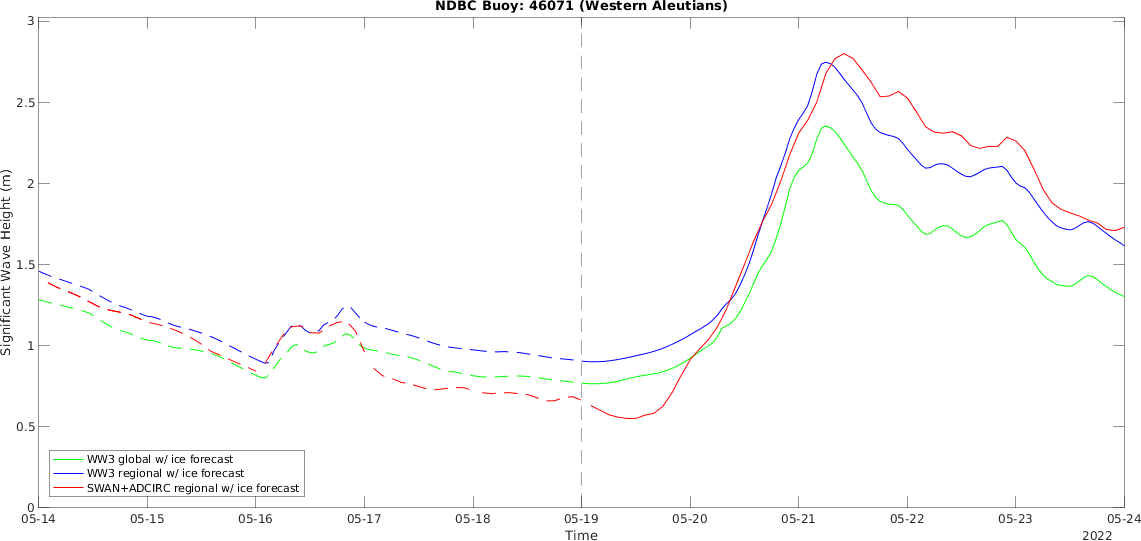 NDBC Buoy: 46071 (Western Aleutians)
3
2.5
2
1.5
1
0.5
0
Significant Wave Height (m)
WW3 global w/ ice forecast
WW3 regional w/ ice forecast
SWAN+ADCIRC regional w/ ice forecast
05-14 05-15 05-16 05-17 05-18 05-19 05-20 05-21 05-22 05-23 05-24
Time
2022